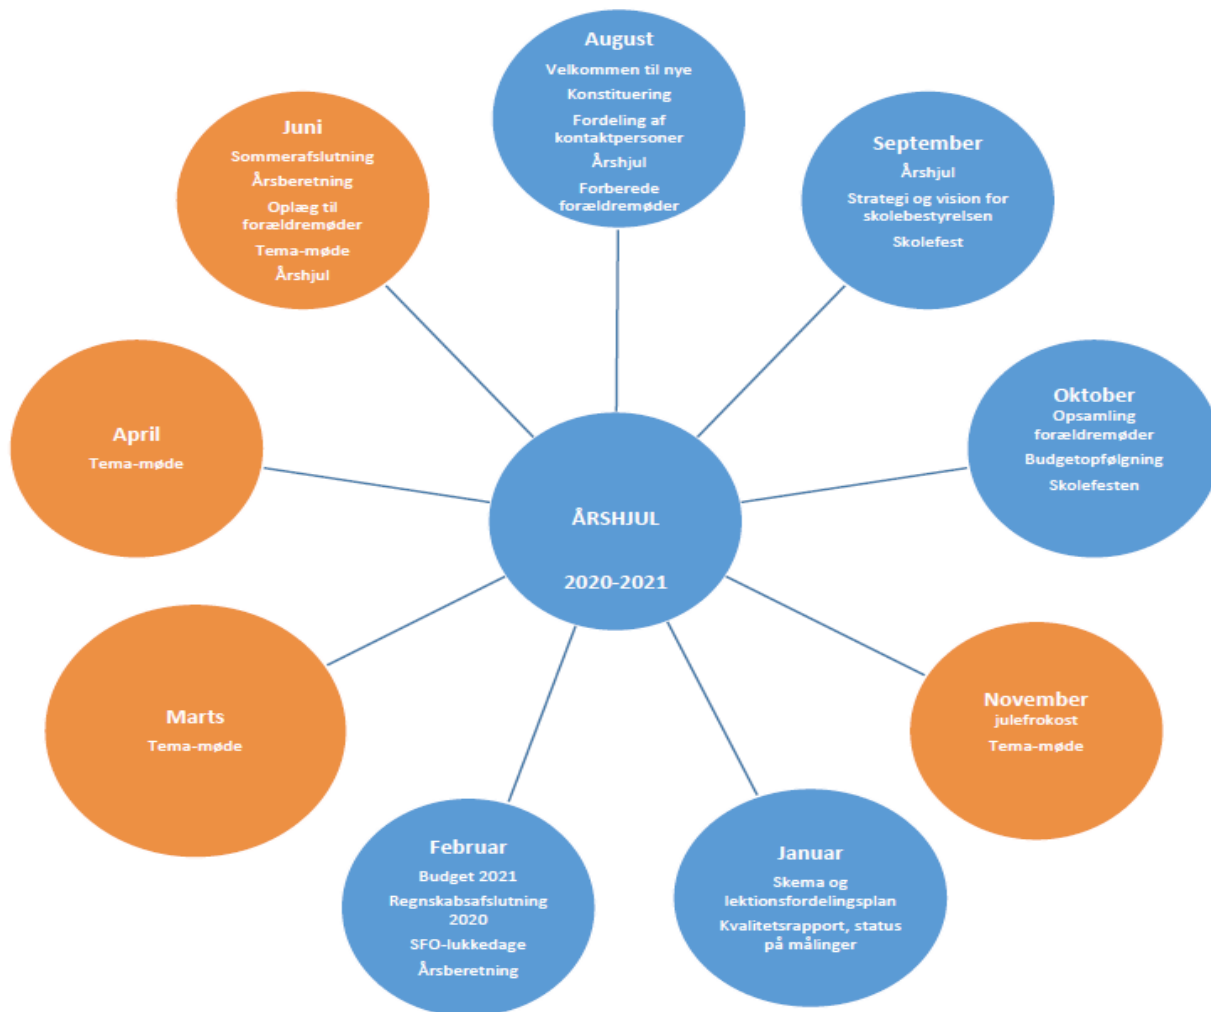 August
Velkommen til nye
Konstituering
Fordeling af
kontaktpersoner
Årshjul
Forberede
forældremøder
September
Årshjul
Strategi og vision for
skolebestyrelsen
Skolefest
Oktober
Opsamling
forældremøder
Budgetopfølgning
Skolefesten
November
julefrokost
Tema-møde
Januar
Skema og
lektionsfordelingsplan
Kvalitetsrapport, status
på målinger
Februar
Budget 2021
Regnskabsafslutning
2020
SFO-lukkedage
Årsberetning
Marts
Tema-møde
April
Tema-møde
Juni
Sommerafslutning
Årsberetning
Oplæg til
forældremøder
Tema-møde
Årshjul
ÅRSHJUL
2020-2021